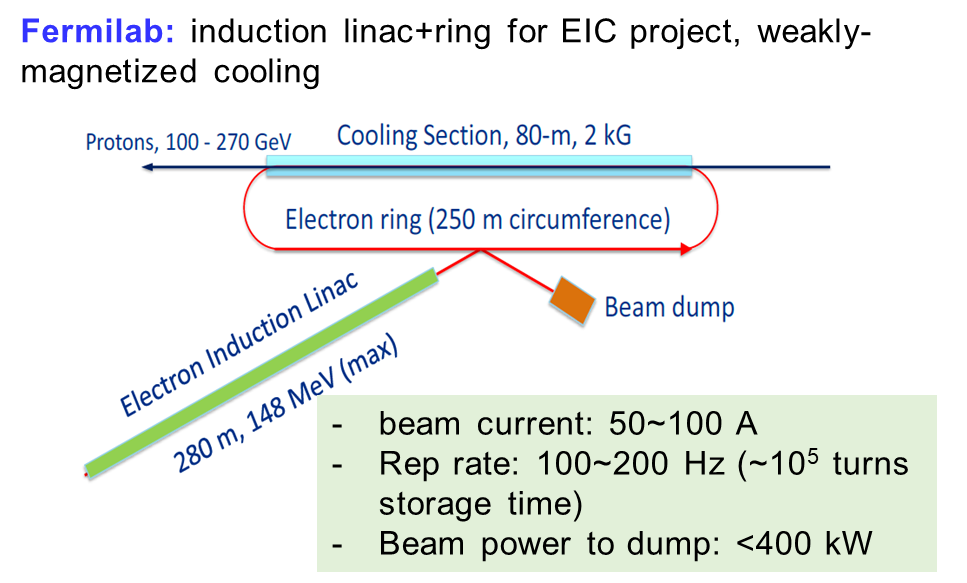 Fermilab: induction linac+ring for EIC project, weakly-
magnetized cooling
Protons, 100 - 270 GeV
Cooling Section, 80-m, 2 kG
Electron ring (250 m circumference)
Electron Induction Linac
280 m, 148 MeV (max)
Beam dump
- beam current: 50~100 A
- Rep rate: 100~200 Hz (~10⁵ turns
storage time)
- Beam power to dump: <400 kW